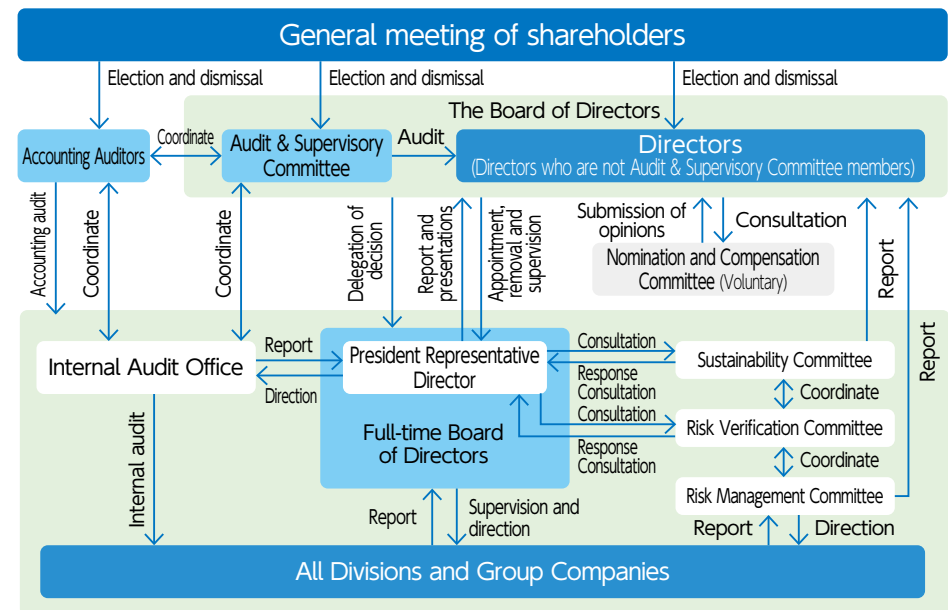 General meeting of shareholders
Election and dismissal
Election and dismissal
Election and dismissal
The Board of Directors
Accounting Auditors
Coordinate
Audit & Supervisory
Committee
Audit
Directors
(Directors who are not Audit & Supervisory Committee members)
Accounting audit
Coordinate
Coordinate
Delegation of
decision
Report and
presentations
Appointment,
removal and
supervision
Submission of
opinions
Consultation
Nomination and Compensation
Committee (Voluntary)
Report
Report
Internal Audit Office
Report
Direction
President Representative
Director
Consultation
Response
Consultation
Sustainability Committee
Coordinate
Consultation
Response
Consultation
Risk Verification Committee
Coordinate
Full-time Board
of Directors
Risk Management Committee
Internal audit
Report
Supervision and
direction
Report
Direction
All Divisions and Group Companies